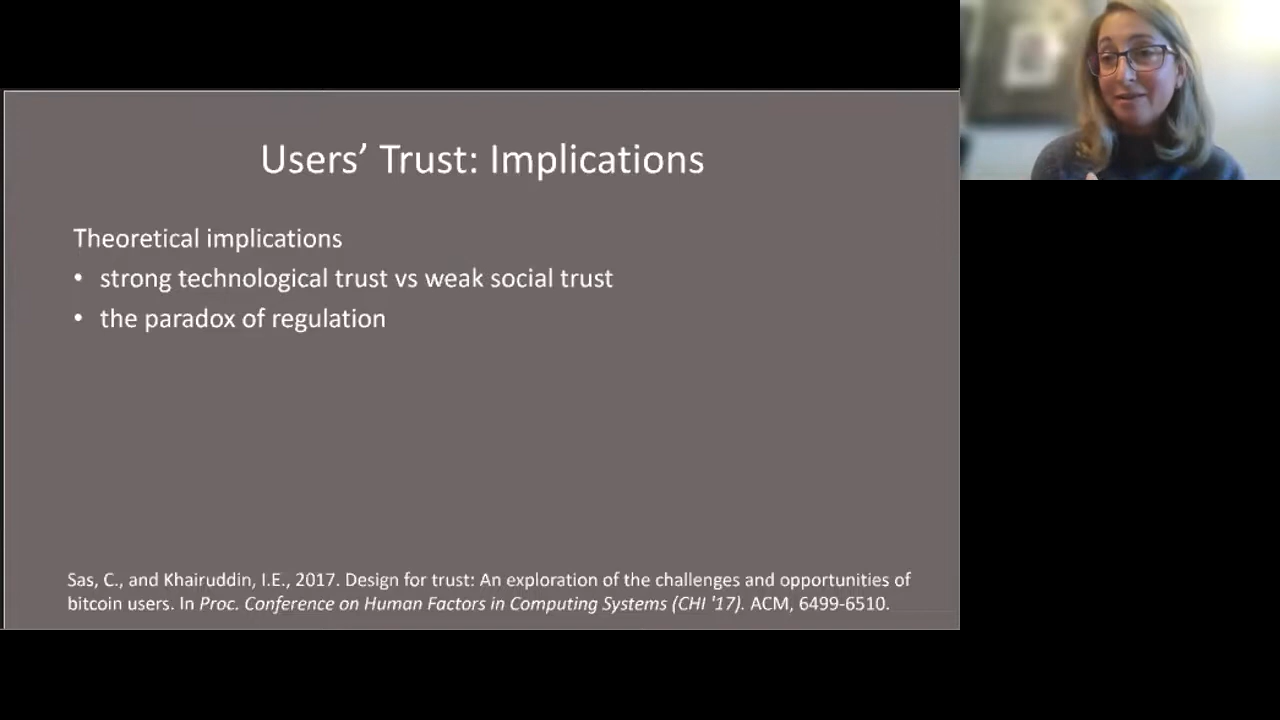 Users’ Trust: Implications
Theoretical implications
• strong technological trust vs weak social trust
• the paradox of regulation
Sas, C., and Khairuddin, I.E., 2017. Design for trust: An exploration of the challenges and opportunities of
bitcoin users. In Proc. Conference on Human Factors in Computing Systems (CHI '17). ACM, 6499-6510.